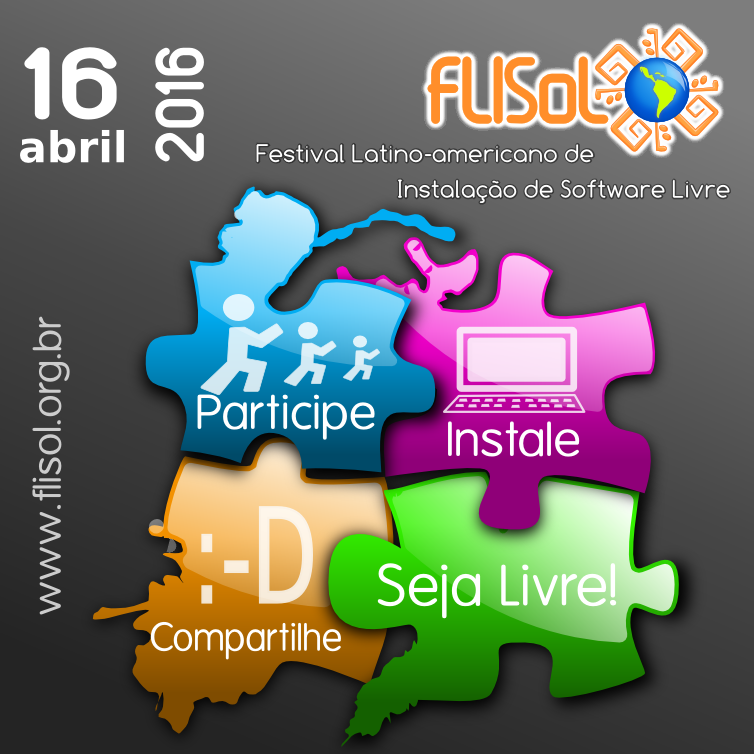 16
abril
2016
FLISoL
Festival Latino-americano de
Instalação de Software Livre
www.flisol.org.br
Participe
Instale
:-D
Compartilhe
Seja Livre!